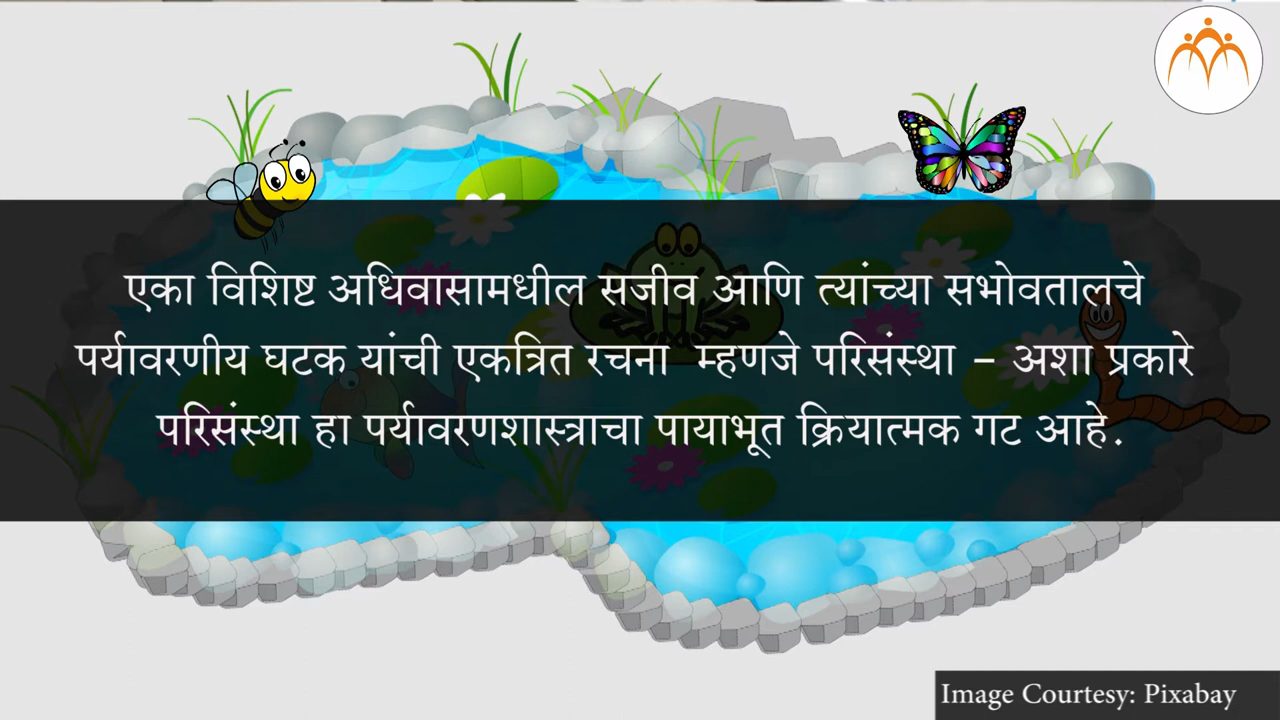 एका विशिष्ट अधिवासामधील सजीव आणि त्यांच्या सभोवतालचे
पर्यावरणीय घटक यांची एकत्रित रचना म्हणजे परिसंस्था – अशा प्रकारे
परिसंस्था हा पर्यावरणशास्त्राचा पायाभूत क्रियात्मक गट आहे.
Image Courtesy: Pixabay